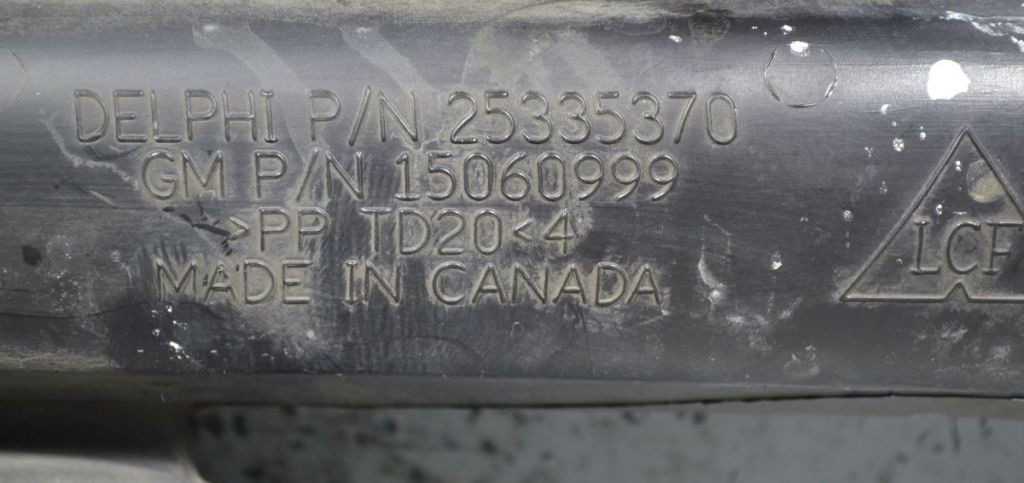 DELPHI P/N 25335370
GM P/N 15060999
>PP TD20<4
MADE IN CANADA
LCF